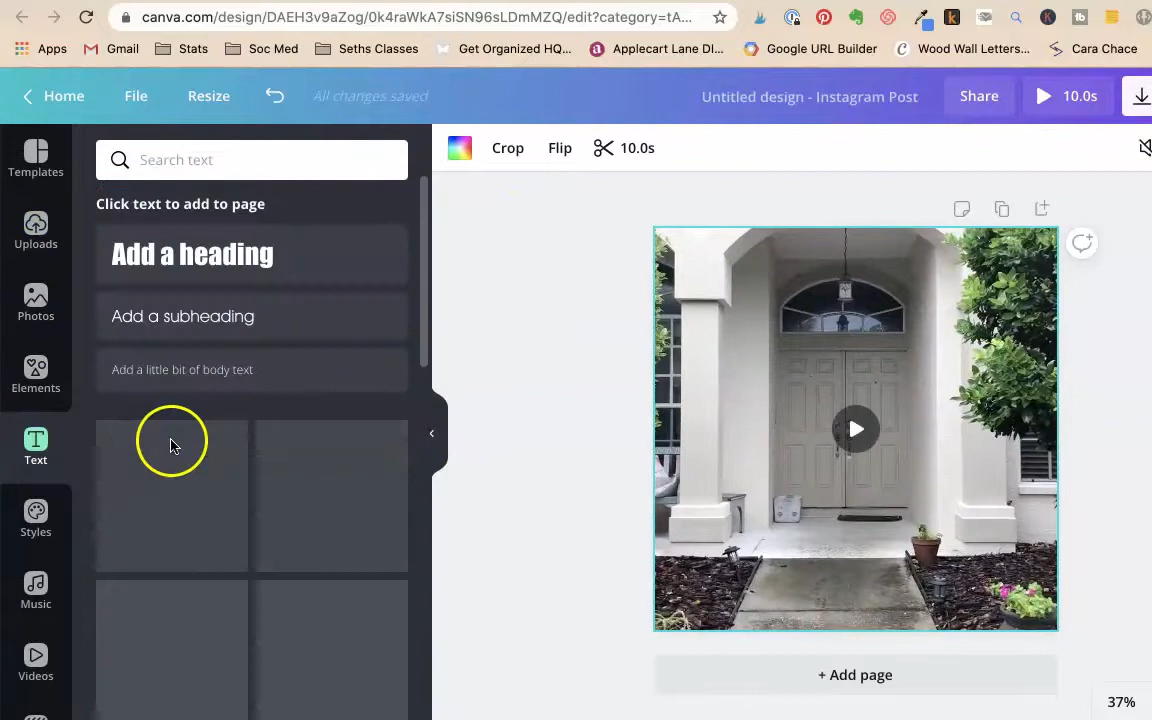 canva.com/design/DAEH3v9aZog/0k4raWkA7siSN96sLDmMZQ/edit?category=tA...
Apps Gmail Stats Soc Med Seths Classes Get Organized HQ... Applecart Lane DI... Google URL Builder Wood Wall Letters... Cara Chace
Home File Resize All changes saved Untitled design - Instagram Post Share 10.0s
Templates
Uploads
Photos
Elements
Text
Styles
Music
Videos
Search text
Click text to add to page
Add a heading
Add a subheading
Add a little bit of body text
Crop Flip 10.0s
+ Add page
37%